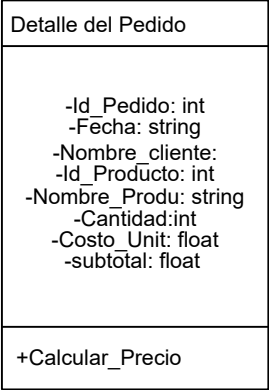 Detalle del Pedido
-Id_Pedido: int
-Fecha: string
-Nombre_cliente:
-Id_Producto: int
-Nombre_Produ: string
-Cantidad:int
-Costo_Unit: float
-subtotal: float
+Calcular_Precio